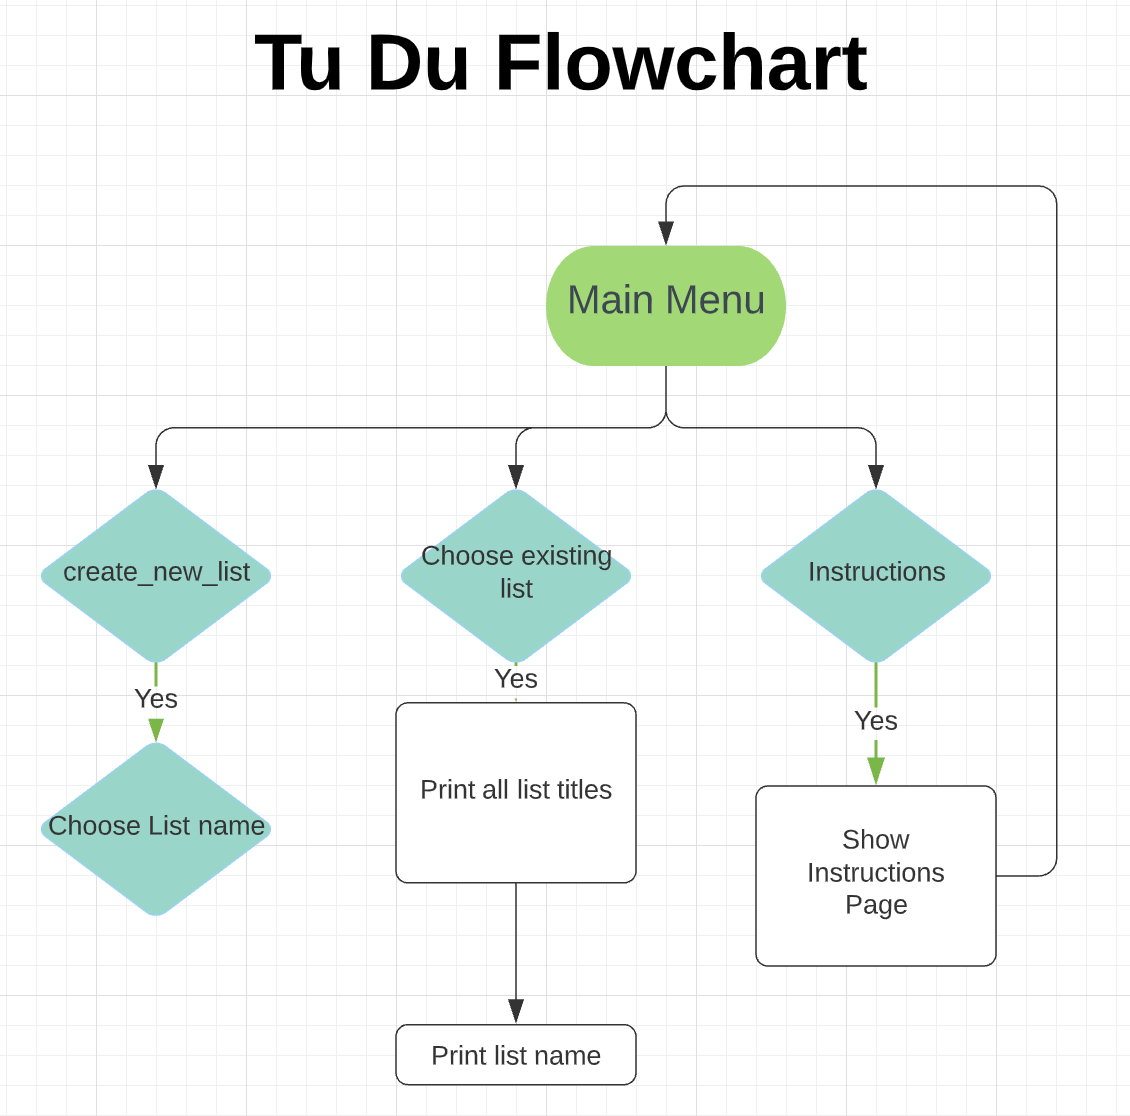 Tu Du Flowchart
Main Menu
create_new_list
Choose existing
list
Instructions
Yes
Yes
Yes
Choose List name
Print all list titles
Show
Instructions
Page
Print list name